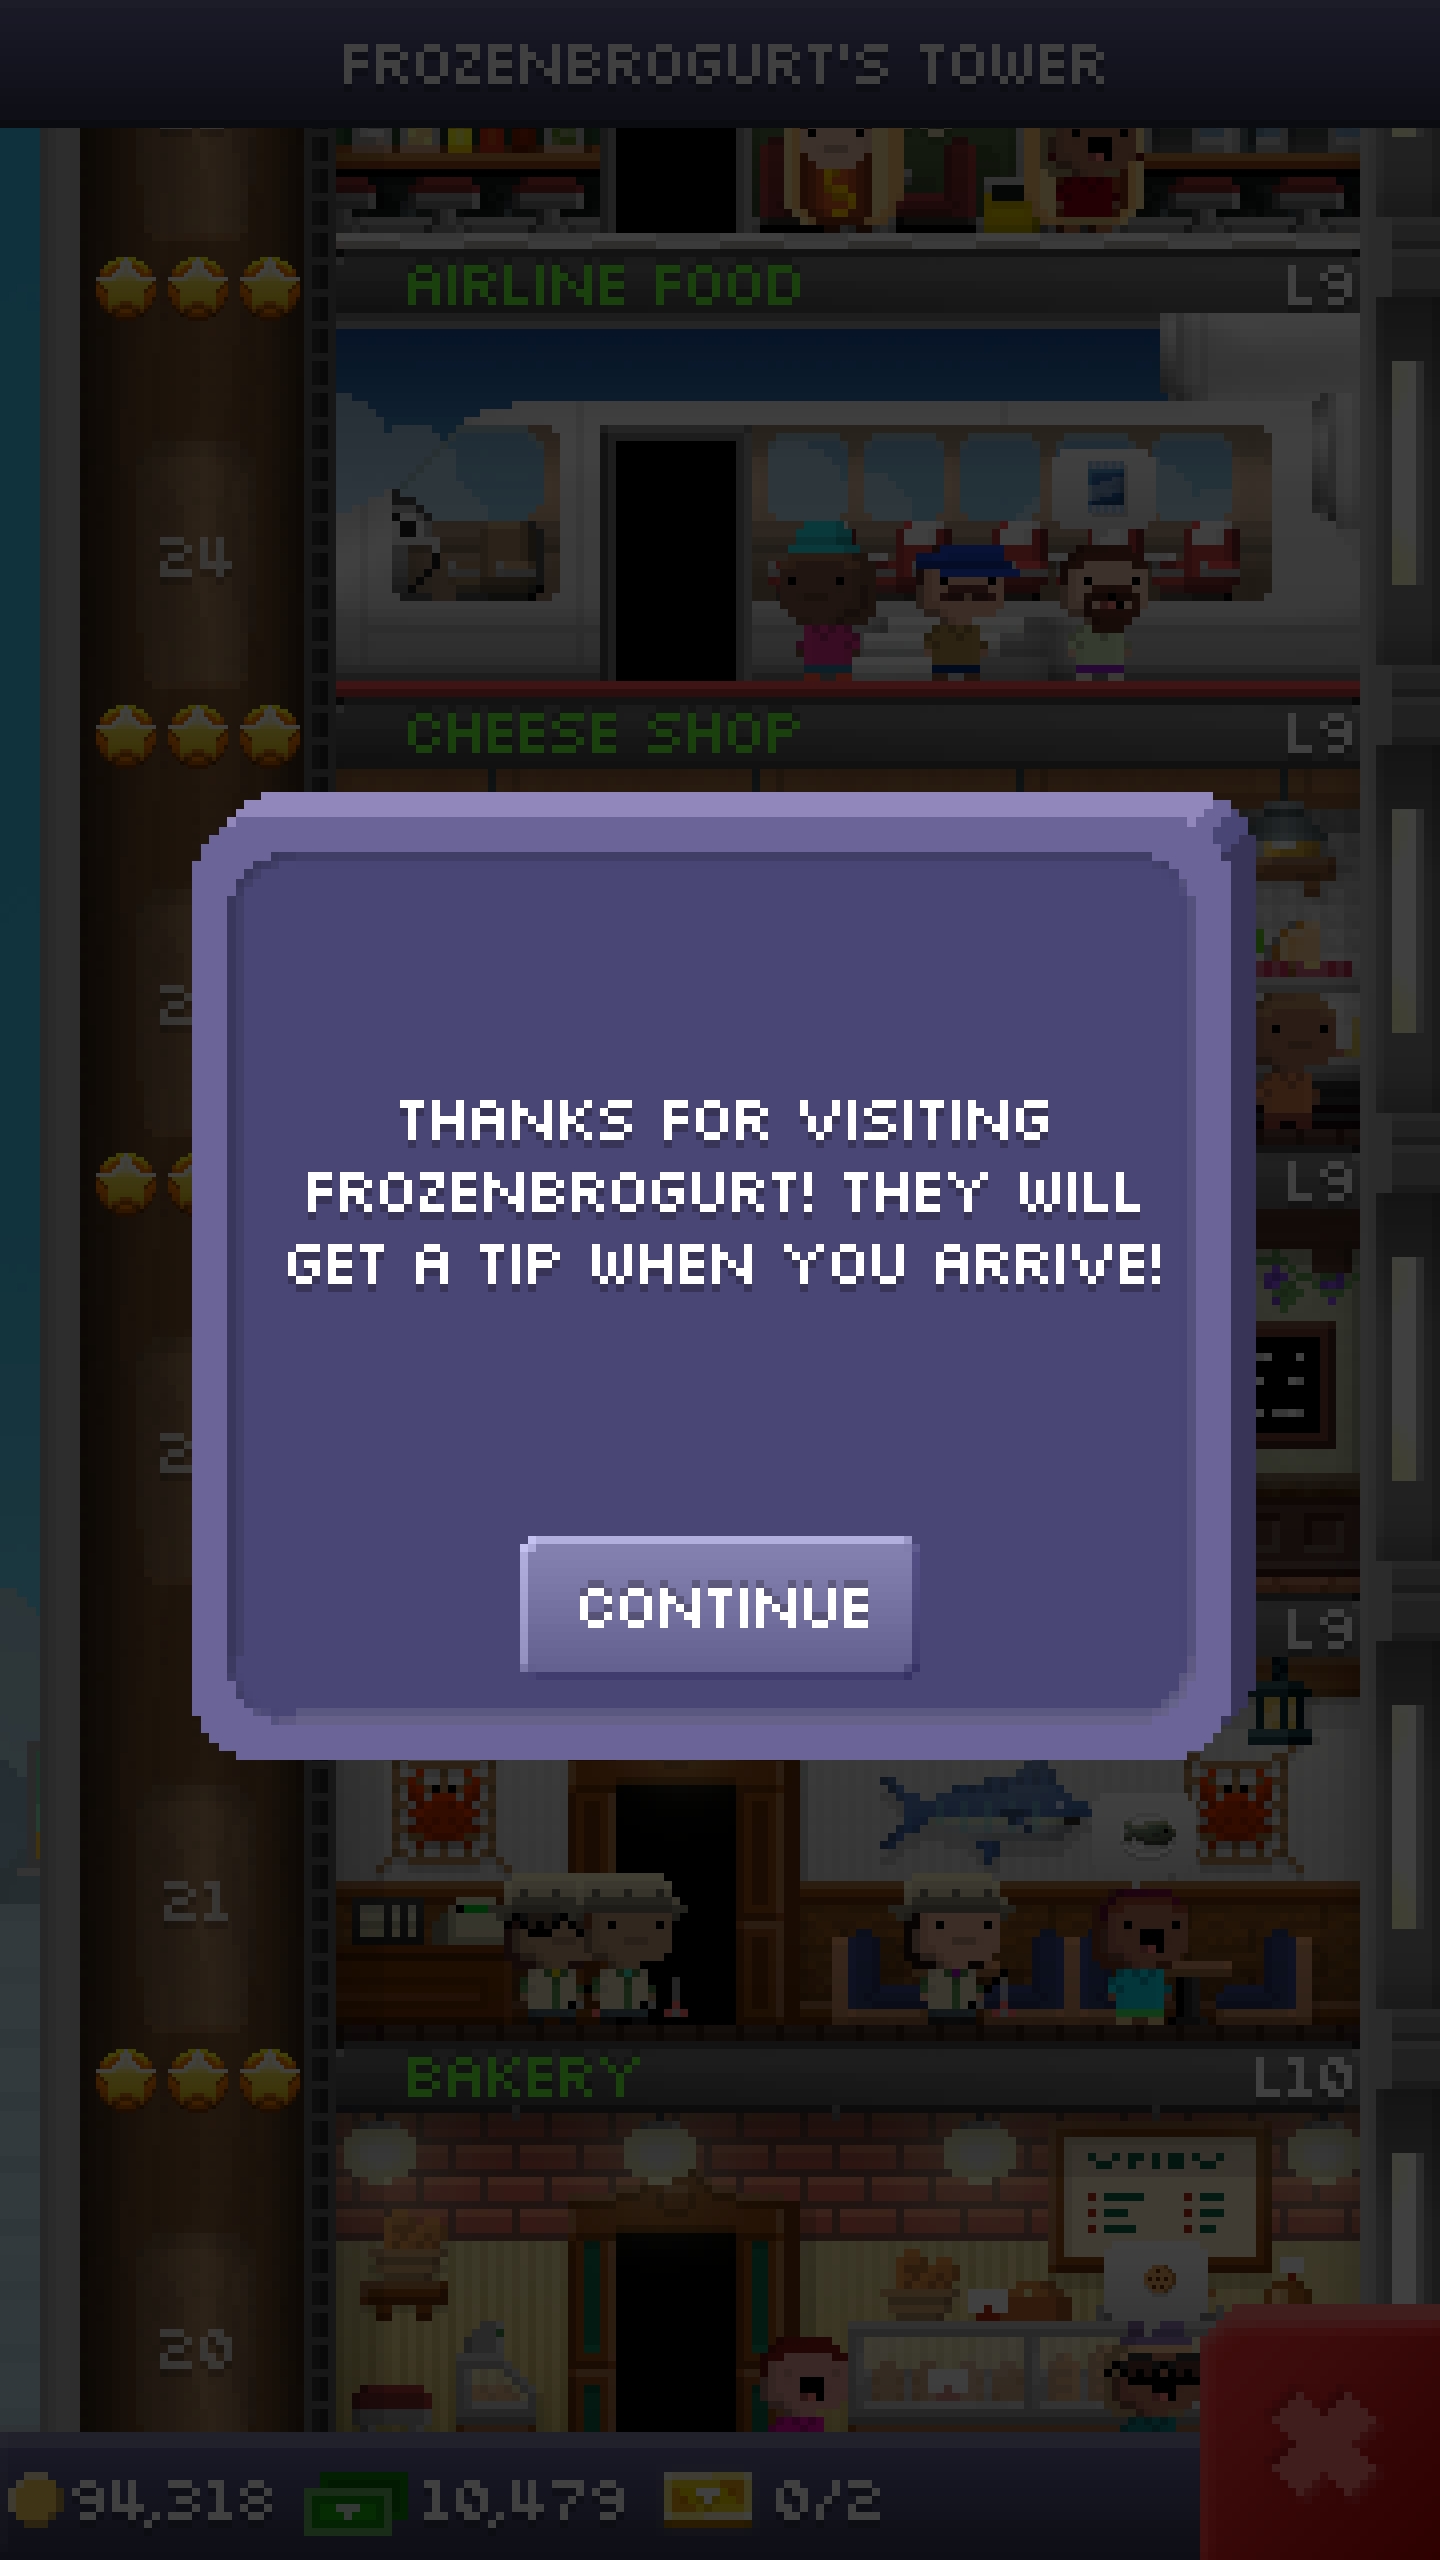 FROZENBROGURT'S TOWER
AIRLINE FOOD L9
24
CHEESE SHOP L9
L9
THANKS FOR VISITING
FROZENBROGURT! THEY WILL
GET A TIP WHEN YOU ARRIVE!
CONTINUE
L9
21
BAKERY L10
20
94,318 10,479 0/2